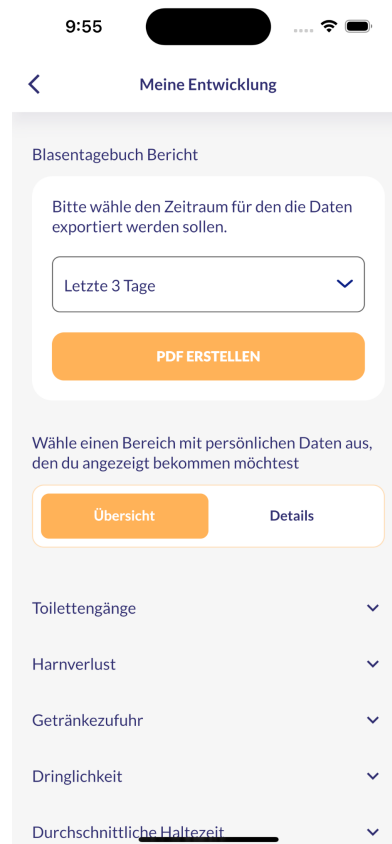 9:55
Meine Entwicklung
Blasentagebuch Bericht
Bitte wähle den Zeitraum für den die Daten
exportiert werden sollen.
Letzte 3 Tage
PDF ERSTELLEN
Wähle einen Bereich mit persönlichen Daten aus,
den du angezeigt bekommen möchtest
Übersicht
Details
Toilettengänge
Harnverlust
Getränkezufuhr
Dringlichkeit
Durchschnittliche Haltezeit